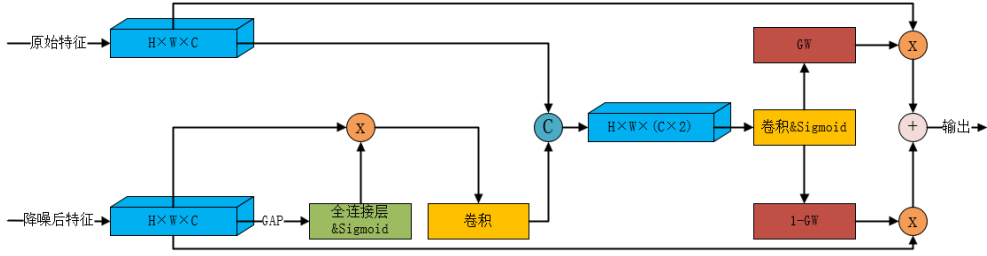 原始特征
H×W×C
GW
X
C
H×W×(C×2)
卷积&Sigmoid
+
输出
X
降噪后特征
H×W×C
GAP
全连接层
&Sigmoid
卷积
1-GW
X